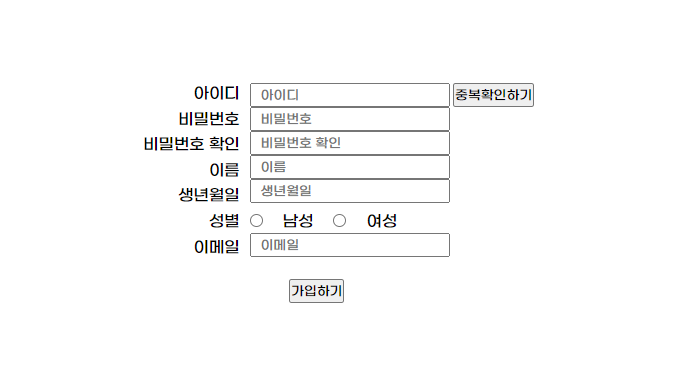 아이디 아이디 중복확인하기
비밀번호 비밀번호
비밀번호 확인 비밀번호 확인
이름 이름
생년월일 생년월일
성별 남성 여성
이메일 이메일
가입하기